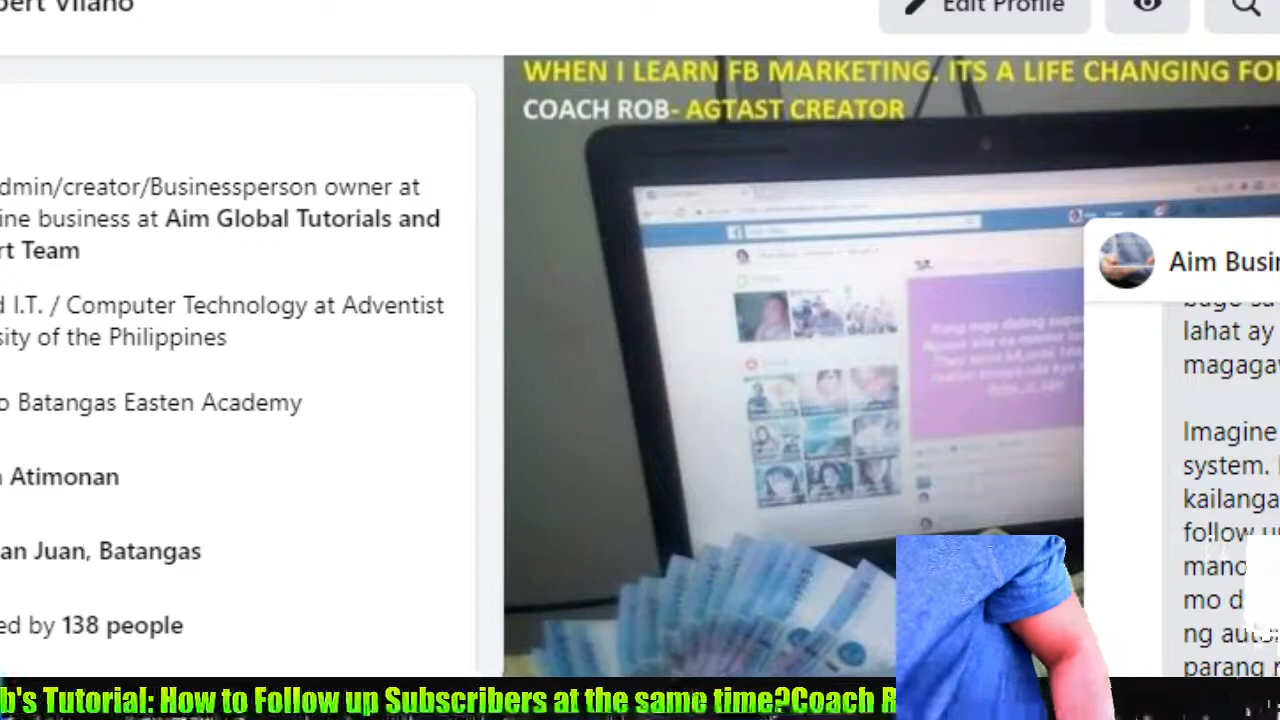 bert Vilano
Edit Profile
WHEN I LEARN FB MARKETING. ITS A LIFE CHANGING FO
COACH ROB- AGTAST CREATOR
dmin/creator/Businessperson owner at
ine business at Aim Global Tutorials and
rt Team
d I.T. / Computer Technology at Adventist
sity of the Philippines
o Batangas Easten Academy
Atimonan
an Juan, Batangas
ed by 138 people
Aim Busin
lahat ay
magagaw
Imagine
system.
kailanga
follow u
mano
mo d
ng auto
parang
b's Tutorial: How to Follow up Subscribers at the same time?Coach R